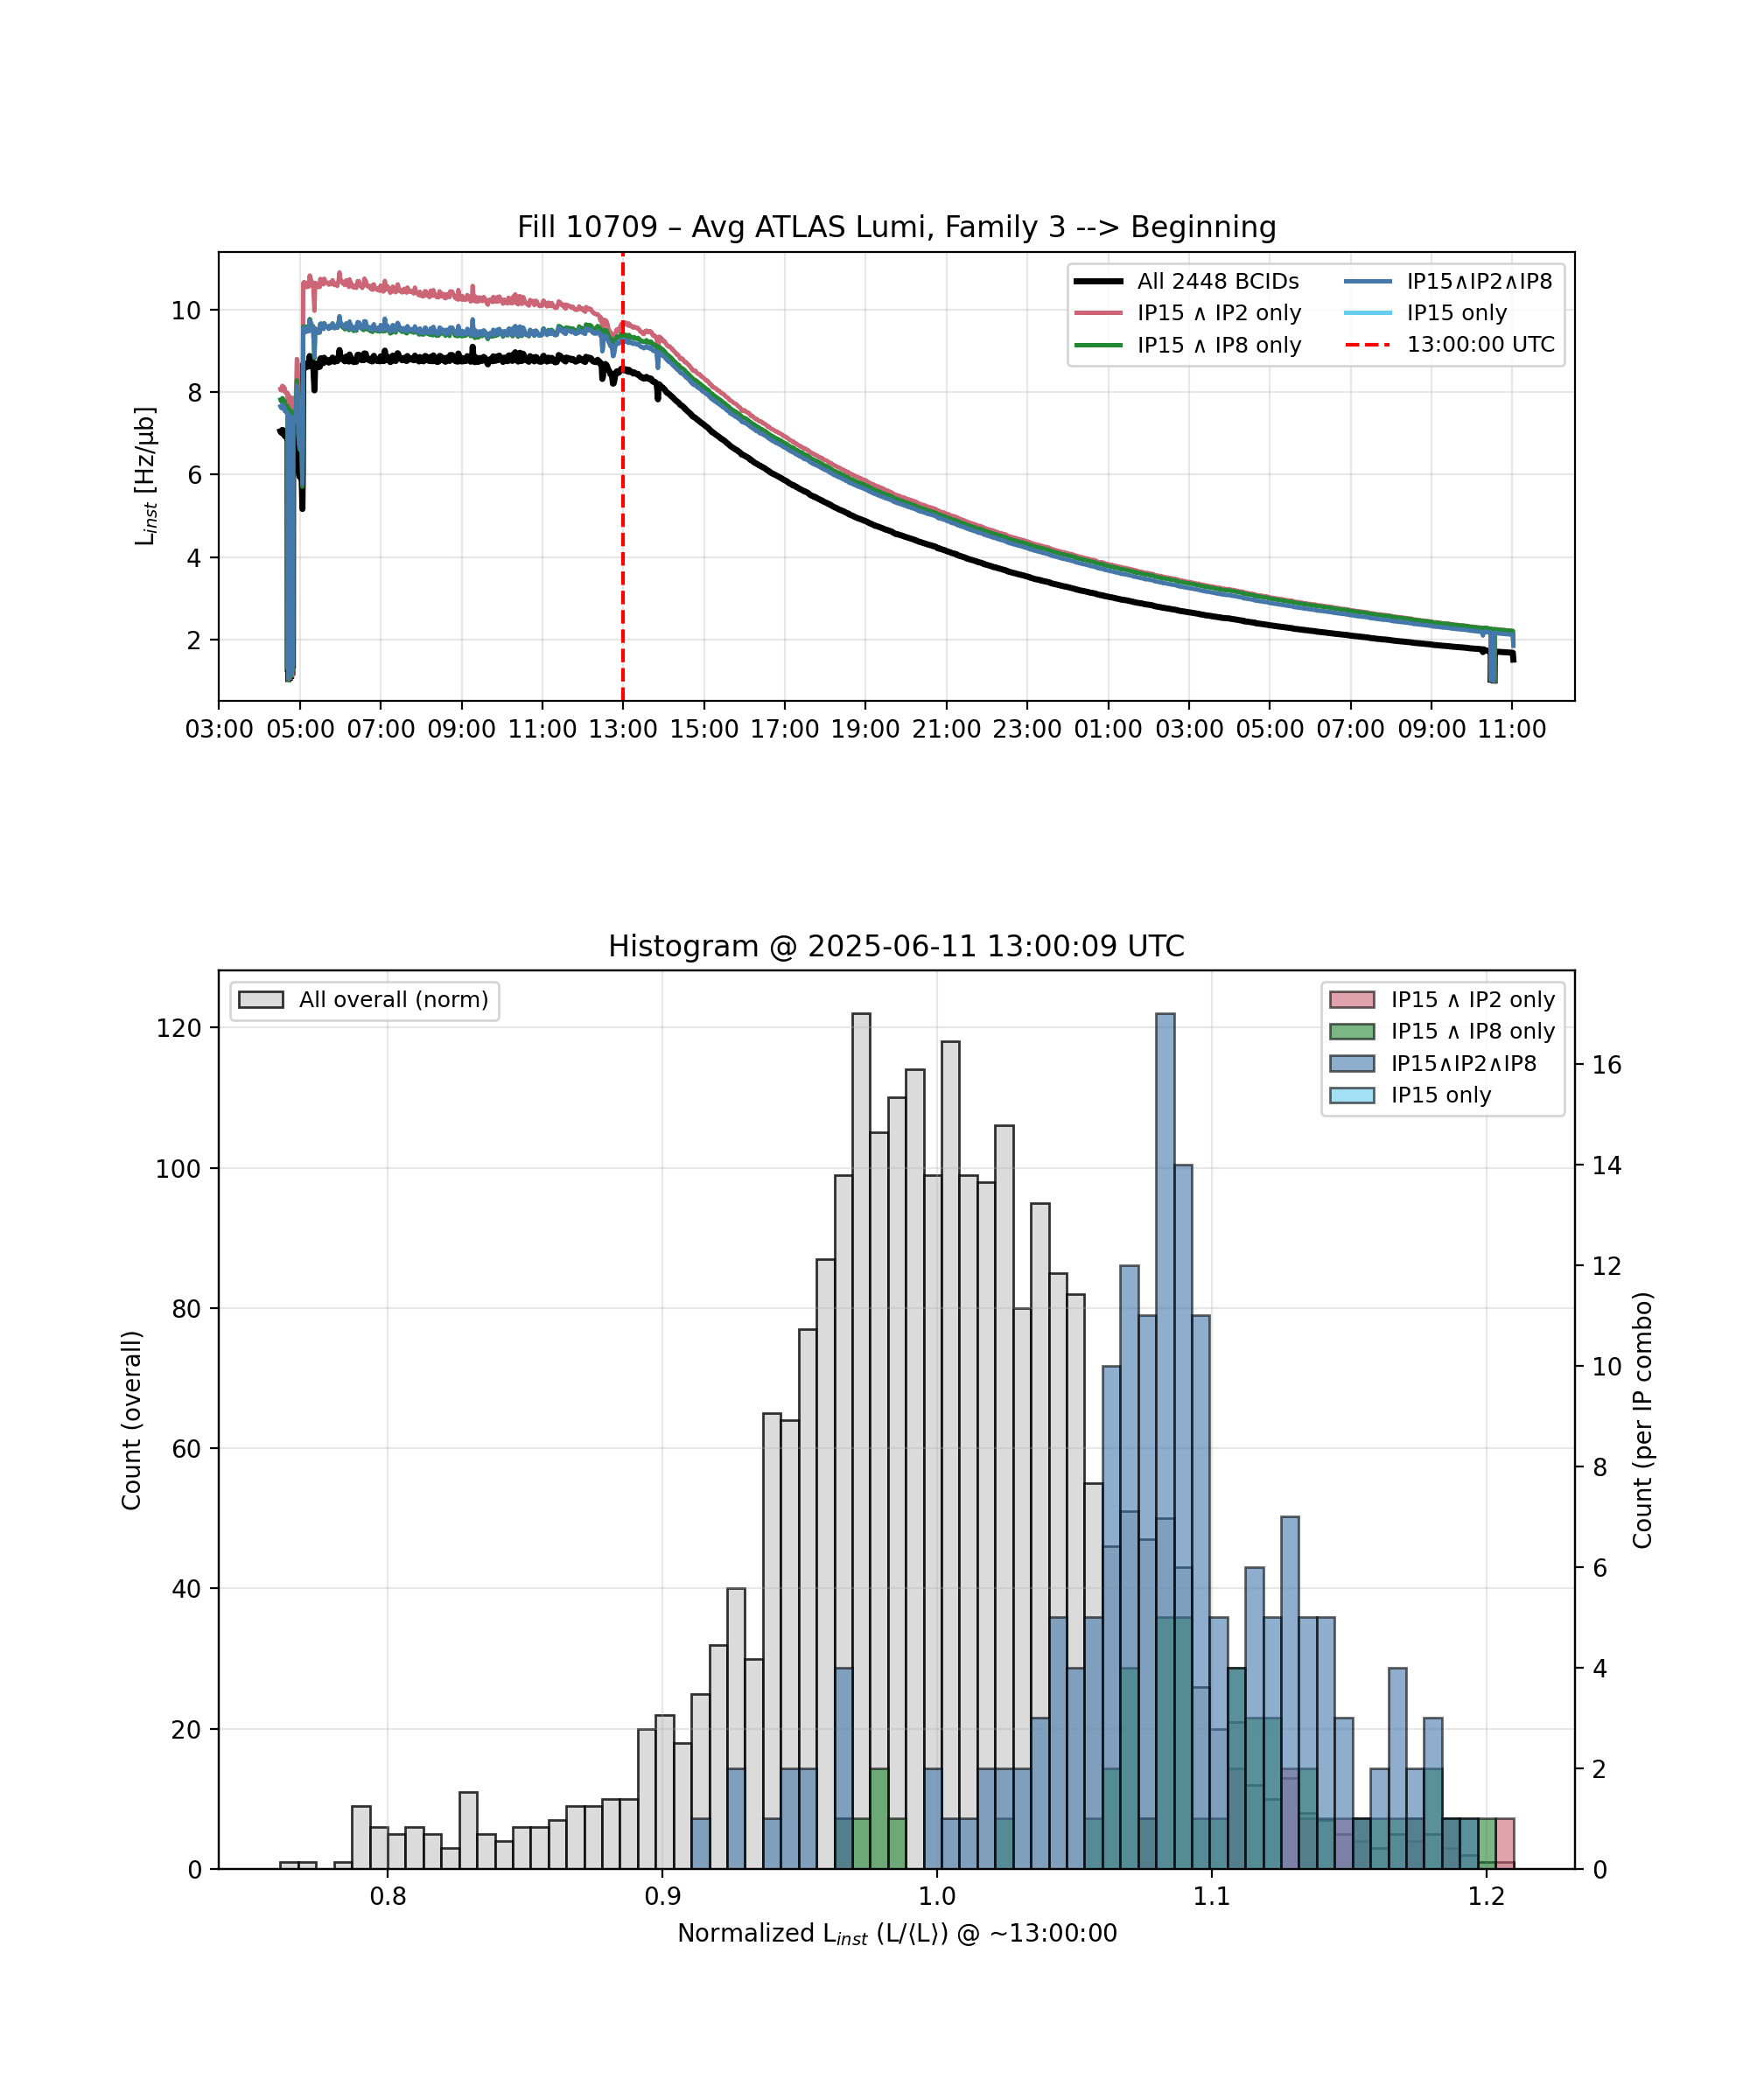 Fill 10709 – Avg ATLAS Lumi, Family 3 --> Beginning
L_inst [Hz/μb]
10
8
6
4
2
All 2448 BCIDs
IP15 ∧ IP2 only
IP15 ∧ IP8 only
IP15∧IP2∧IP8
IP15 only
13:00:00 UTC
03:00 05:00 07:00 09:00 11:00 13:00 15:00 17:00 19:00 21:00 23:00 01:00 03:00 05:00 07:00 09:00 11:00
Histogram @ 2025-06-11 13:00:09 UTC
Count (overall)
120
100
80
60
40
20
0
All overall (norm)
IP15 ∧ IP2 only
IP15 ∧ IP8 only
IP15∧IP2∧IP8
IP15 only
16
14
12
10
8
6
4
2
0
Count (per IP combo)
0.8 0.9 1.0 1.1 1.2
Normalized L_inst (L/⟨L⟩) @ ~13:00:00